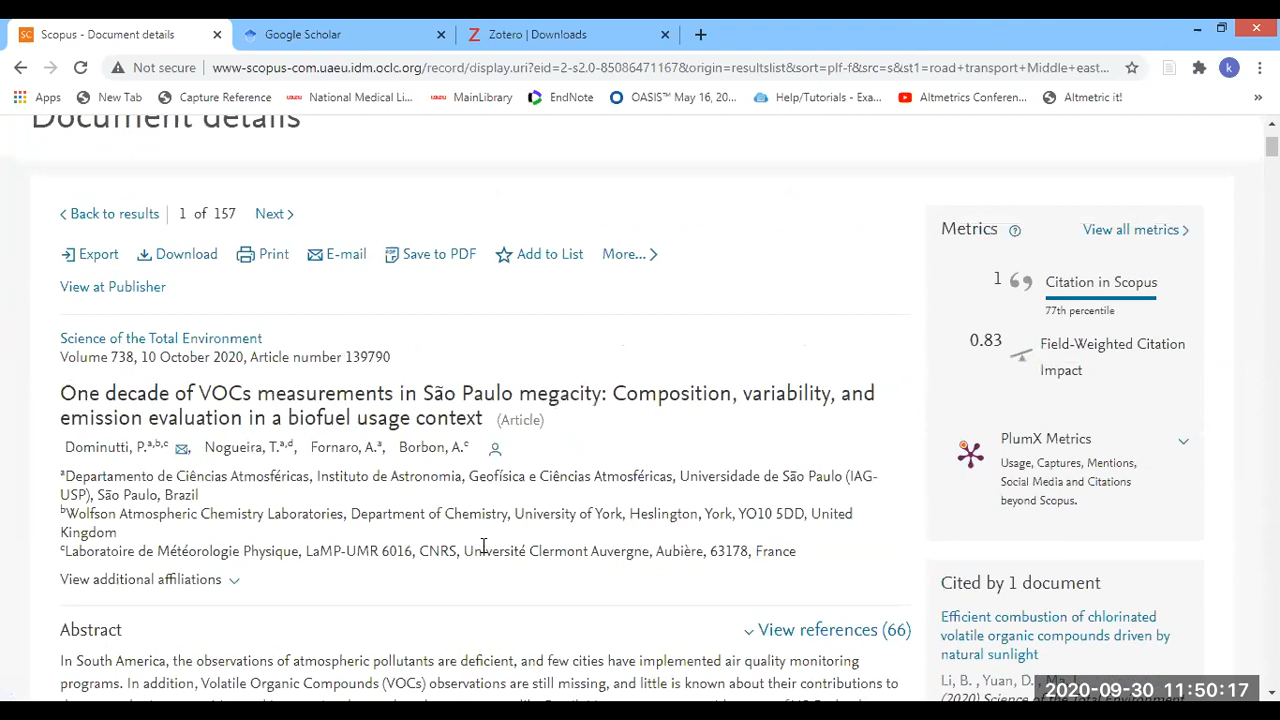 Scopus - Document details
Google Scholar
Zotero | Downloads
Not secure
www-scopus-com.uaeu.idm.oclc.org/record/display.uri?eid=2-s2.0-85086471167&origin=resultslist&sort=plf-f&src=s&st1=road+transport+Middle+east...
Apps
New Tab
Capture Reference
National Medical Li...
MainLibrary
EndNote
OASIS™ May 16, 20...
Help/Tutorials - Exa...
Altmetrics Conferen...
Altmetric it!
Document details
Back to results
1 of 157
Next
Export
Download
Print
E-mail
Save to PDF
Add to List
More...
View at Publisher
Science of the Total Environment
Volume 738, 10 October 2020, Article number 139790
One decade of VOCs measurements in São Paulo megacity: Composition, variability, and
emission evaluation in a biofuel usage context (Article)
Dominutti, P.a,b,c, Nogueira, T.a,d, Fornaro, A.a, Borbon, A.c
aDepartamento de Ciências Atmosféricas, Instituto de Astronomia, Geofísica e Ciências Atmosféricas, Universidade de São Paulo (IAG-
USP), São Paulo, Brazil
bWolfson Atmospheric Chemistry Laboratories, Department of Chemistry, University of York, Heslington, York, YO10 5DD, United
Kingdom
cLaboratoire de Météorologie Physique, LaMP-UMR 6016, CNRS, Université Clermont Auvergne, Aubière, 63178, France
View additional affiliations
Abstract
View references (66)
In South America, the observations of atmospheric pollutants are deficient, and few cities have implemented air quality monitoring
programs. In addition, Volatile Organic Compounds (VOCs) observations are still missing, and little is known about their contributions to
Metrics
View all metrics
1
Citation in Scopus
77th percentile
0.83
Field-Weighted Citation
Impact
PlumX Metrics
Usage, Captures, Mentions,
Social Media and Citations
beyond Scopus.
Cited by 1 document
Efficient combustion of chlorinated
volatile organic compounds driven by
natural sunlight
Li, B. , Yuan, D. ,
2020-09-30 11:50:17